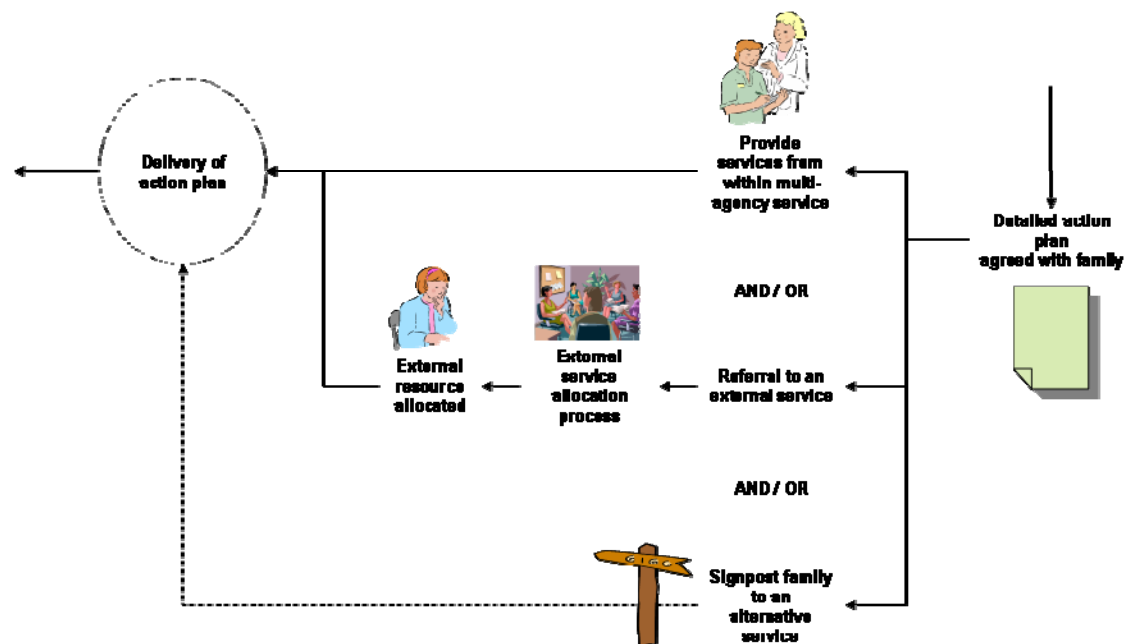 Provide
services from
within multi-
agency service
Delivery of
action plan
Detailed action
plan
agreed with family
AND / OR
External
resource
allocated
External
service
allocation
process
Referral to an
external service
AND / OR
Signpost family
to an
alternative
service